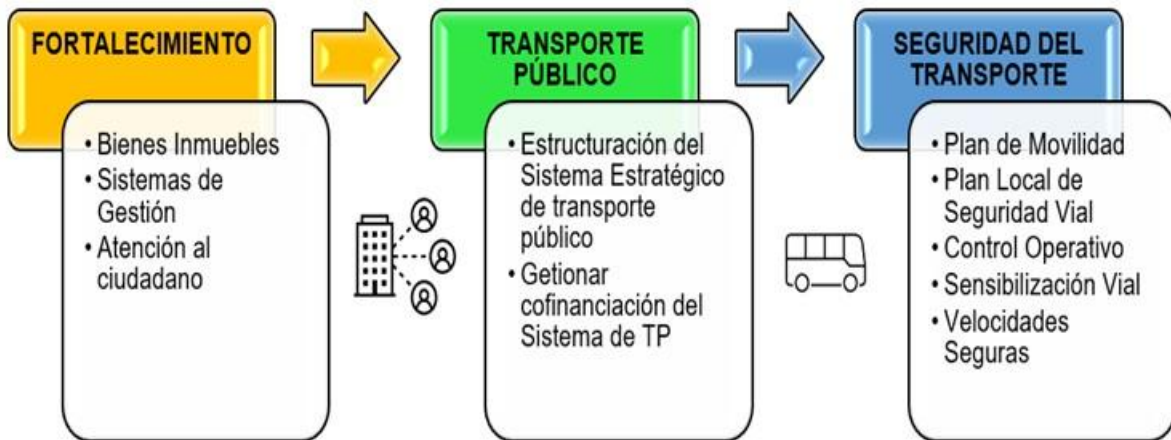 FORTALECIMIENTO
• Bienes Inmuebles
• Sistemas de
Gestión
• Atención al
ciudadano
TRANSPORTE
PÚBLICO
• Estructuración del
Sistema Estratégico
de transporte
público
• Getionar
cofinanciación del
Sistema de TP
SEGURIDAD DEL
TRANSPORTE
• Plan de Movilidad
• Plan Local de
Seguridad Vial
• Control Operativo
• Sensibilización Vial
• Velocidades
Seguras